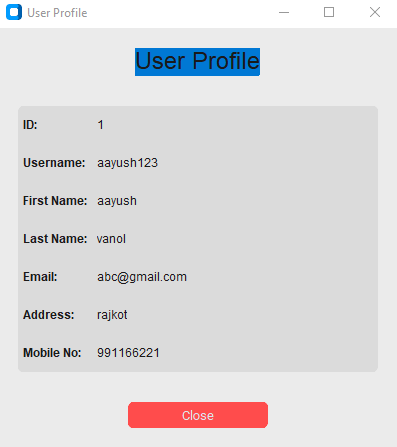 User Profile
User Profile
ID: 1
Username: aayush123
First Name: aayush
Last Name: vanol
Email: abc@gmail.com
Address: rajkot
Mobile No: 991166221
Close